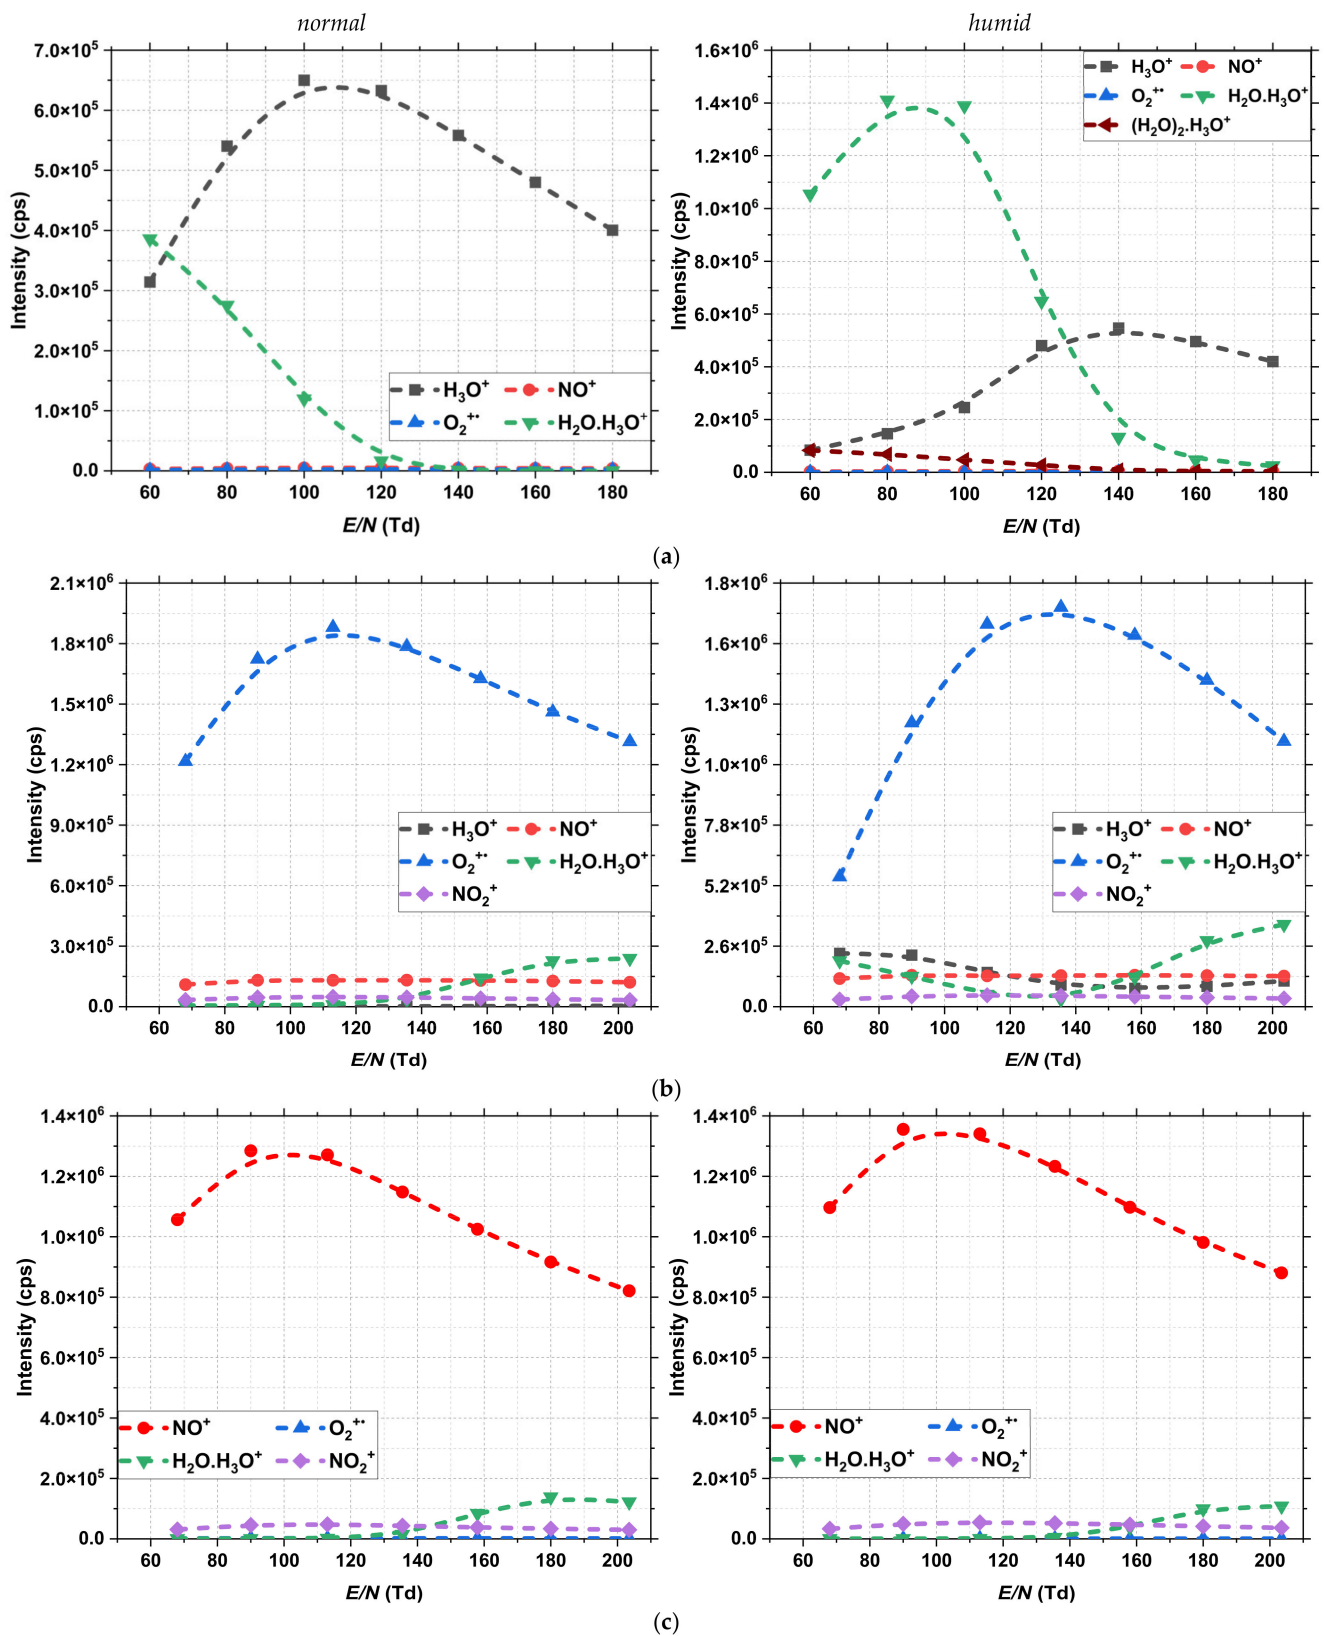 normal
humid
7.0×10⁵
6.0×10⁵
5.0×10⁵
4.0×10⁵
3.0×10⁵
2.0×10⁵
1.0×10⁵
0.0
Intensity (cps)
H₃O⁺ NO⁺
O₂⁺• H₂O.H₃O⁺
60 80 100 120 140 160 180
E/N (Td)
1.6×10⁶
1.4×10⁶
1.2×10⁶
1.0×10⁶
8.0×10⁵
6.0×10⁵
4.0×10⁵
2.0×10⁵
0.0
Intensity (cps)
H₃O⁺ NO⁺
O₂⁺• H₂O.H₃O⁺
(H₂O)₂.H₃O⁺
60 80 100 120 140 160 180
E/N (Td)
(a)
2.1×10⁶
1.8×10⁶
1.5×10⁶
1.2×10⁶
9.0×10⁵
6.0×10⁵
3.0×10⁵
0.0
Intensity (cps)
H₃O⁺ NO⁺
O₂⁺• H₂O.H₃O⁺
NO₂⁺
60 80 100 120 140 160 180 200
E/N (Td)
1.8×10⁶
1.6×10⁶
1.3×10⁶
1.0×10⁶
7.8×10⁵
5.2×10⁵
2.6×10⁵
0.0
Intensity (cps)
H₃O⁺ NO⁺
O₂⁺• H₂O.H₃O⁺
NO₂⁺
60 80 100 120 140 160 180 200
E/N (Td)
(b)
1.4×10⁶
1.2×10⁶
1.0×10⁶
8.0×10⁵
6.0×10⁵
4.0×10⁵
2.0×10⁵
0.0
Intensity (cps)
NO⁺ O₂⁺•
H₂O.H₃O⁺ NO₂⁺
60 80 100 120 140 160 180 200
E/N (Td)
1.4×10⁶
1.2×10⁶
1.0×10⁶
8.0×10⁵
6.0×10⁵
4.0×10⁵
2.0×10⁵
0.0
Intensity (cps)
NO⁺ O₂⁺•
H₂O.H₃O⁺ NO₂⁺
60 80 100 120 140 160 180 200
E/N (Td)
(c)